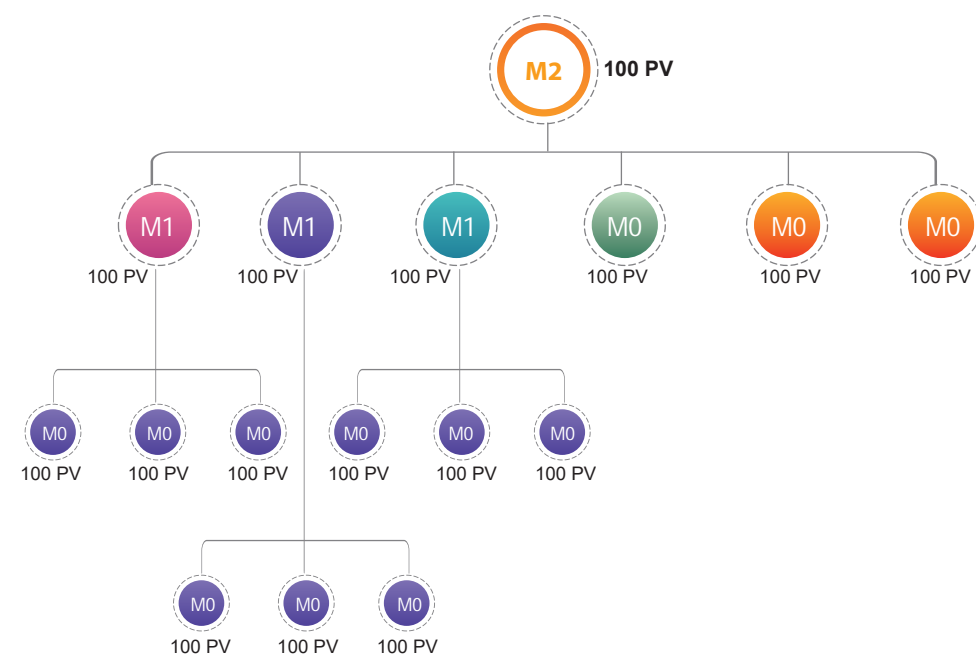 M2 100 PV
M1 M1 M1 M0 M0 M0
100 PV 100 PV 100 PV 100 PV 100 PV 100 PV
M0 M0 M0 M0 M0 M0
100 PV 100 PV 100 PV 100 PV 100 PV 100 PV
M0 M0 M0
100 PV 100 PV 100 PV